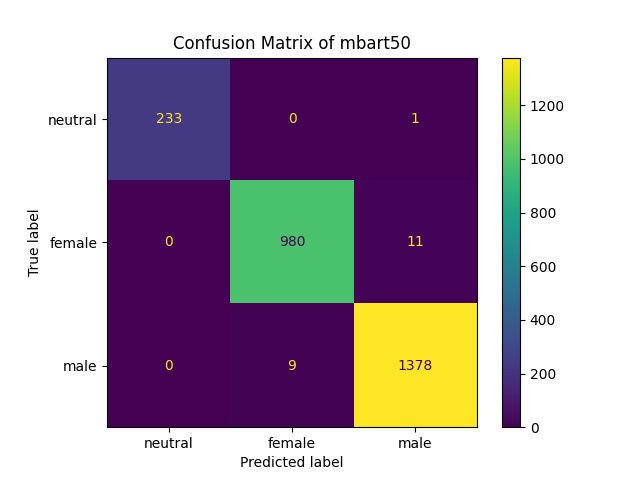 Confusion Matrix of mbart50
True label
neutral 233 0 1
female 0 980 11
male 0 9 1378
neutral female male
Predicted label
1200
1000
800
600
400
200
0